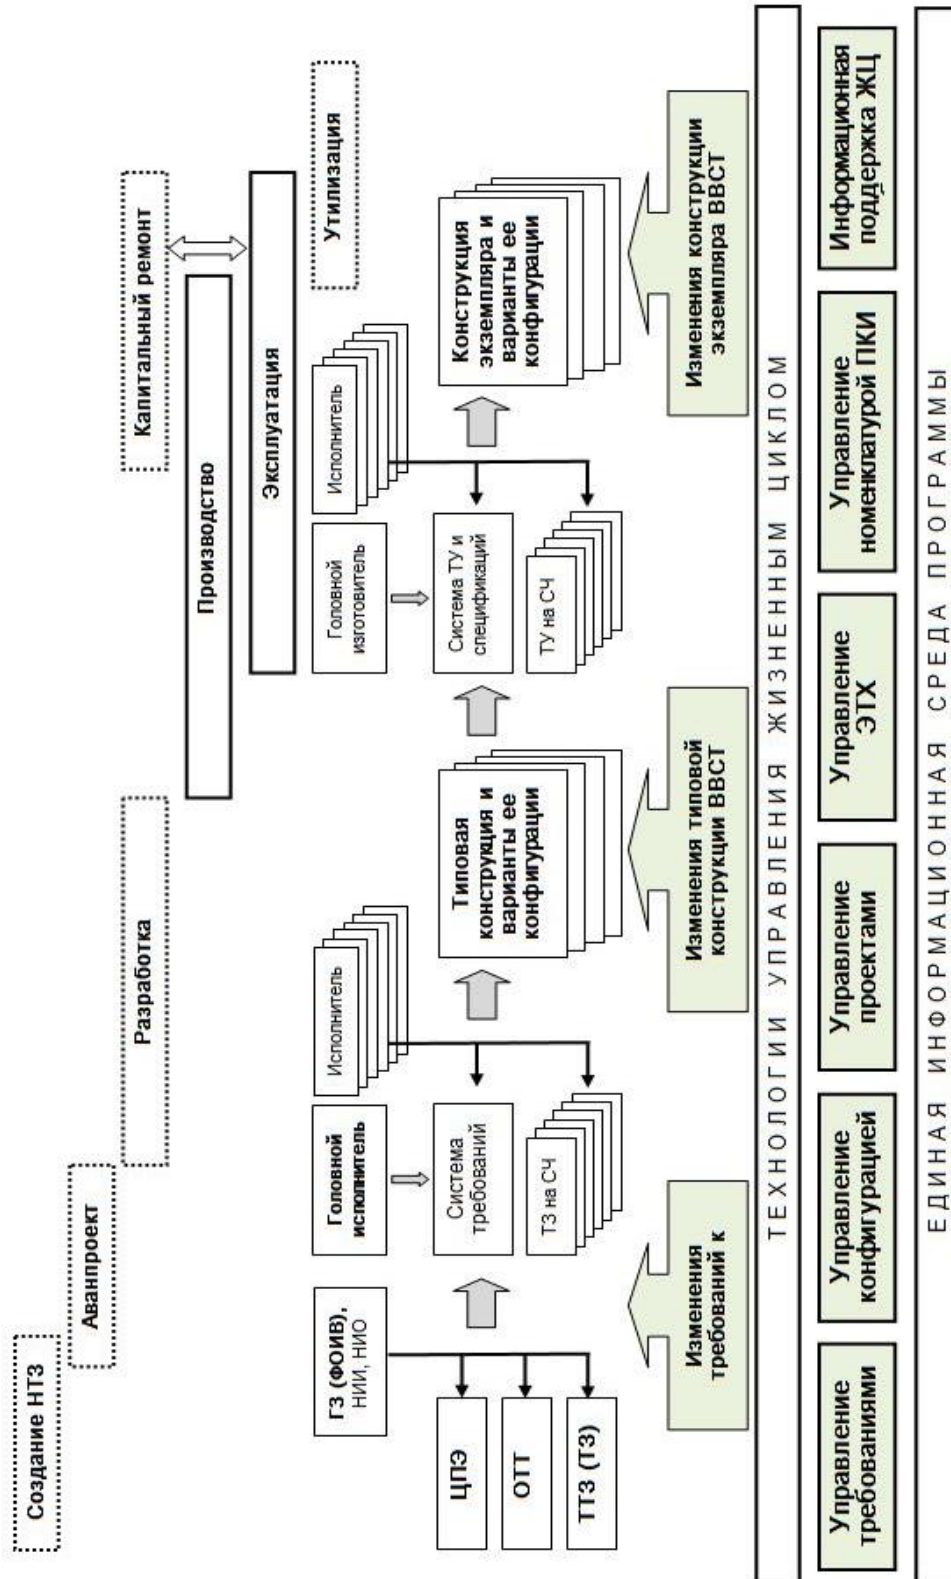 Создание НТЗ
Аванпроект
Разработка
Капитальный ремонт
Производство
Эксплуатация
Утилизация
ГЗ (ФОИВ),
НИИ, НИО
Головной
исполнитель
Исполнитель
Головной
изготовитель
Исполнитель
ЦПЭ
ОТТ
ТТЗ (ТЗ)
Система
требований
ТЗ на СЧ
Типовая
конструкция и
варианты ее
конфигурации
Система ТУ и
спецификаций
ТУ на СЧ
Конструкция
экземпляра и
варианты ее
конфигурации
Изменения
требований к
Изменения типовой
конструкции ВВСТ
Изменения конструкции
экземпляра ВВСТ
ТЕХНОЛОГИИ УПРАВЛЕНИЯ ЖИЗНЕННЫМ ЦИКЛОМ
Управление
требованиями
Управление
конфигурацией
Управление
проектами
Управление
ЭТХ
Управление
номенклатурой ПКИ
Информационная
поддержка ЖЦ
ЕДИНАЯ ИНФОРМАЦИОННАЯ СРЕДА ПРОГРАММЫ